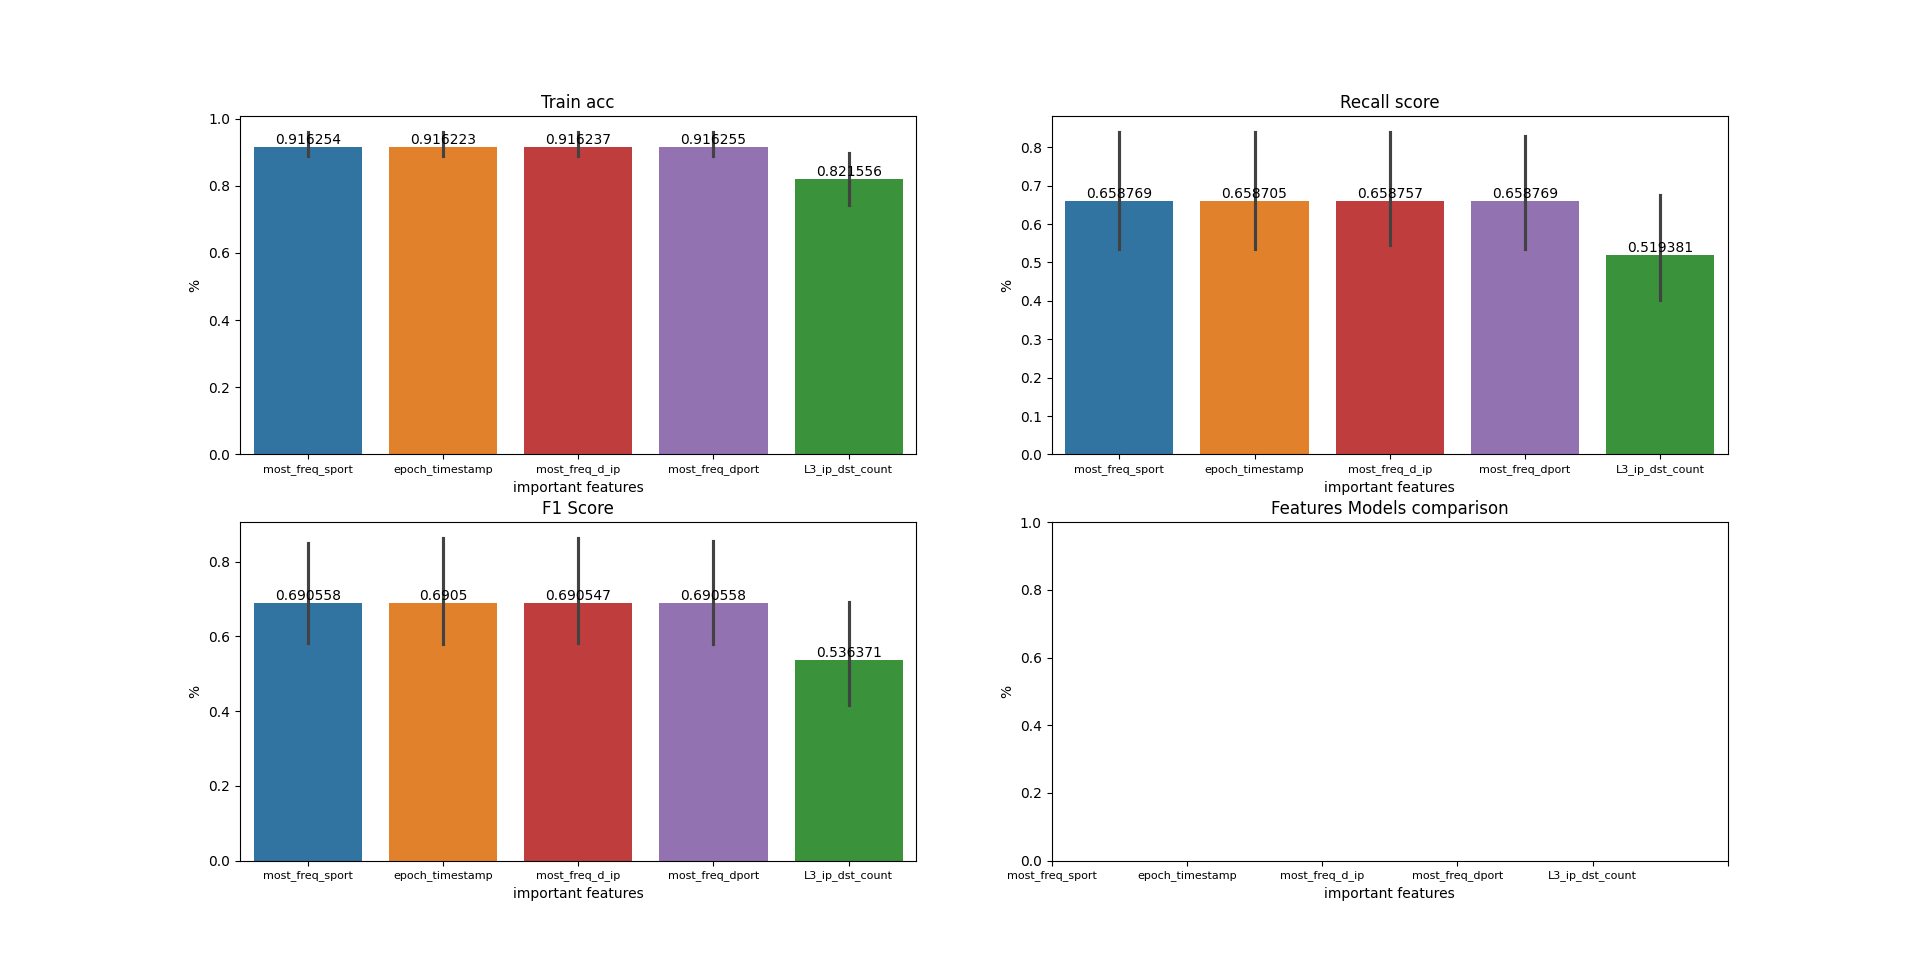 Train acc
1.0
0.8
0.6
0.4
0.2
0.0
%
0.916254
0.916223
0.916237
0.916255
0.821556
most_freq_sport
epoch_timestamp
most_freq_d_ip
most_freq_dport
L3_ip_dst_count
important features
Recall score
0.8
0.7
0.6
0.5
0.4
0.3
0.2
0.1
0.0
%
0.658769
0.658705
0.658757
0.658769
0.519381
most_freq_sport
epoch_timestamp
most_freq_d_ip
most_freq_dport
L3_ip_dst_count
important features
F1 Score
0.8
0.6
0.4
0.2
0.0
%
0.690558
0.6905
0.690547
0.690558
0.536371
most_freq_sport
epoch_timestamp
most_freq_d_ip
most_freq_dport
L3_ip_dst_count
important features
Features Models comparison
1.0
0.8
0.6
0.4
0.2
0.0
%
most_freq_sport
epoch_timestamp
most_freq_d_ip
most_freq_dport
L3_ip_dst_count
important features